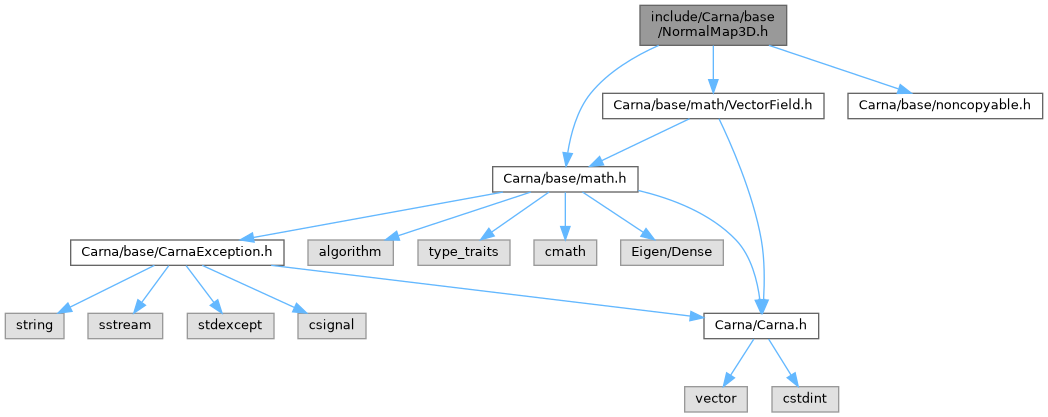 include/Carna/base
/NormalMap3D.h
Carna/base/math/VectorField.h
Carna/base/noncopyable.h
Carna/base/math.h
Carna/base/CarnaException.h
algorithm
type_traits
cmath
Eigen/Dense
string
sstream
stdexcept
csignal
Carna/Carna.h
vector
cstdint